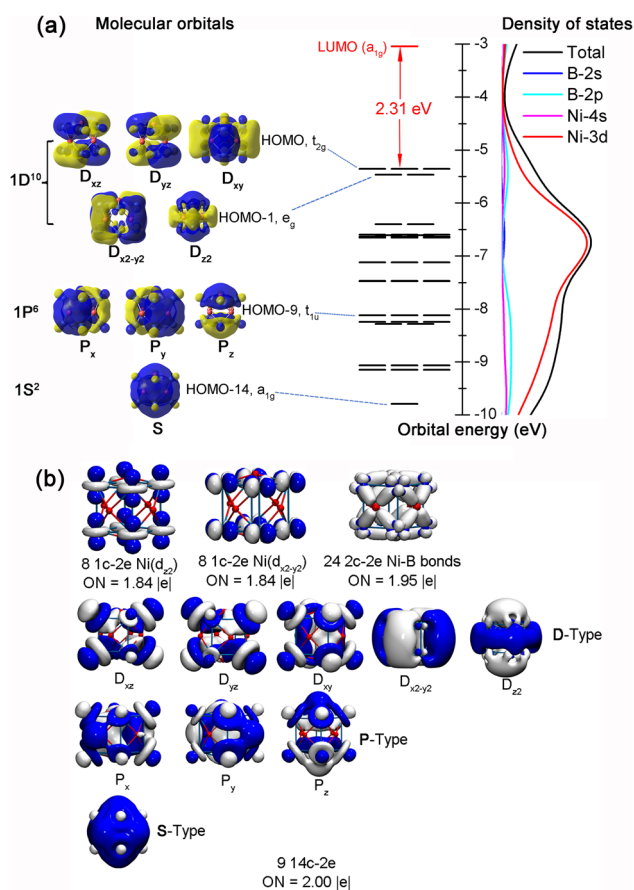 (a) Molecular orbitals Density of states
LUMO (a1g)
2.31 eV
-3
-4
-5
-6
-7
-8
-9
-10
Total
B-2s
B-2p
Ni-4s
Ni-3d
1D10
HOMO, t2g
Dxz Dyz Dxy
HOMO-1, eg
Dx2-y2 Dz2
1P6
HOMO-9, t1u
Px Py Pz
1S2
HOMO-14, a1g
S
Orbital energy (eV)
(b)
8 1c-2e Ni(dz2) 8 1c-2e Ni(dx2-y2) 24 2c-2e Ni-B bonds
ON = 1.84 |e| ON = 1.84 |e| ON = 1.95 |e|
D-Type
Dxz Dyz Dxy Dx2-y2 Dz2
P-Type
Px Py Pz
S-Type
9 14c-2e
ON = 2.00 |e|